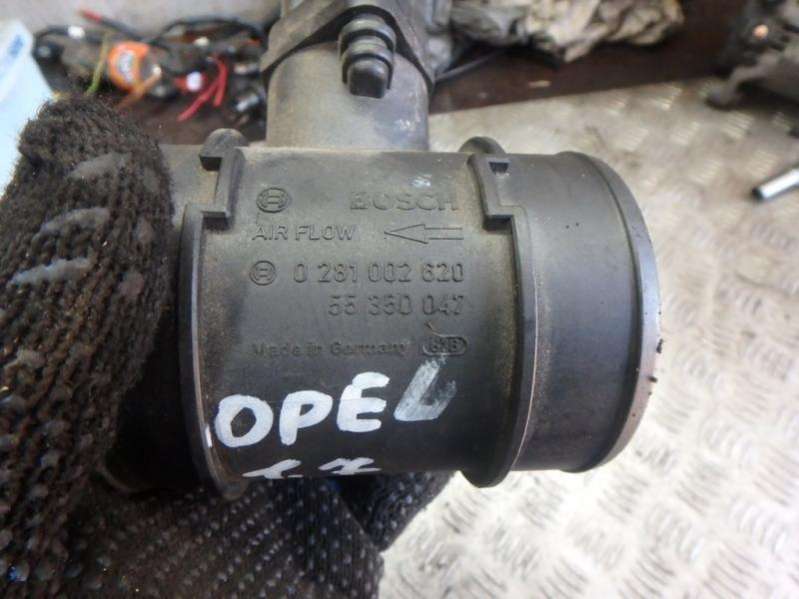 BOSCH
AIR FLOW
0 281 002 620
55 350 047
Made in Germany
OPEL